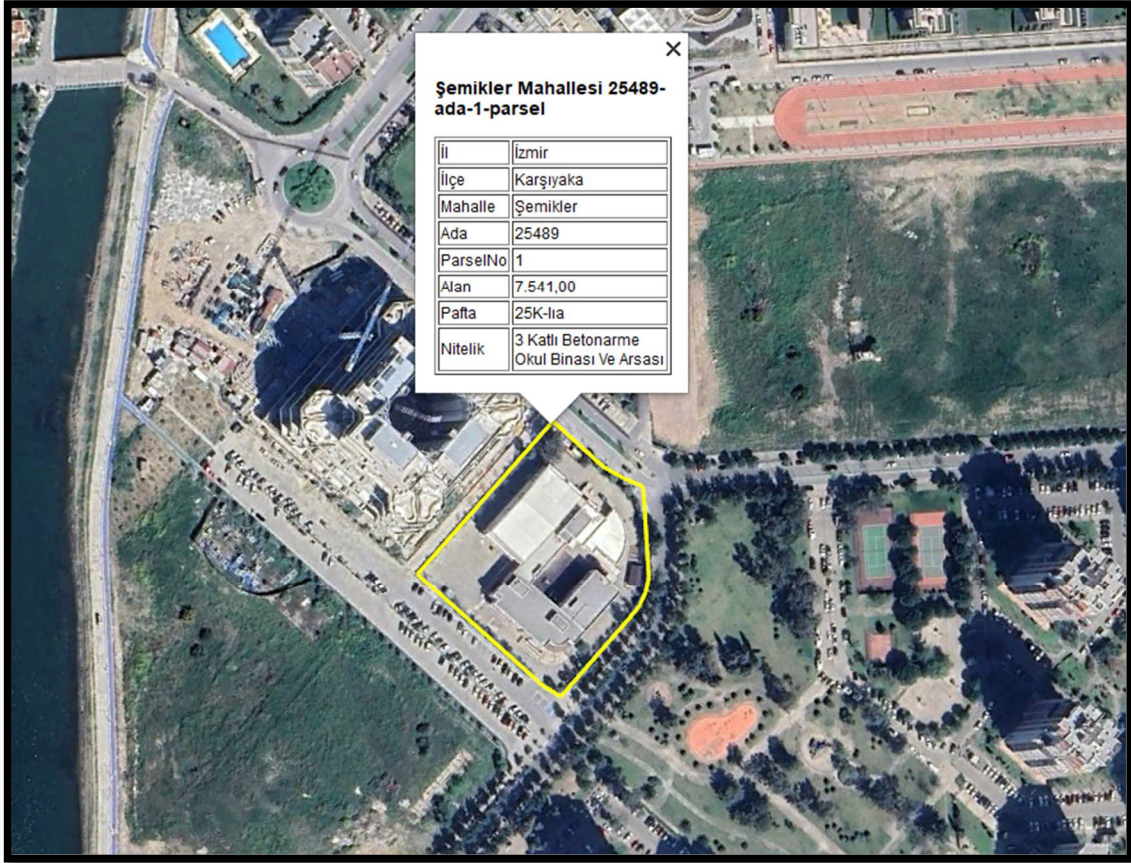 Şemikler Mahallesi 25489-
ada-1-parsel
İl İzmir
İlçe Karşıyaka
Mahalle Şemikler
Ada 25489
ParselNo 1
Alan 7.541,00
Pafta 25K-Iıa
Nitelik 3 Katlı Betonarme
Okul Binası Ve Arsası